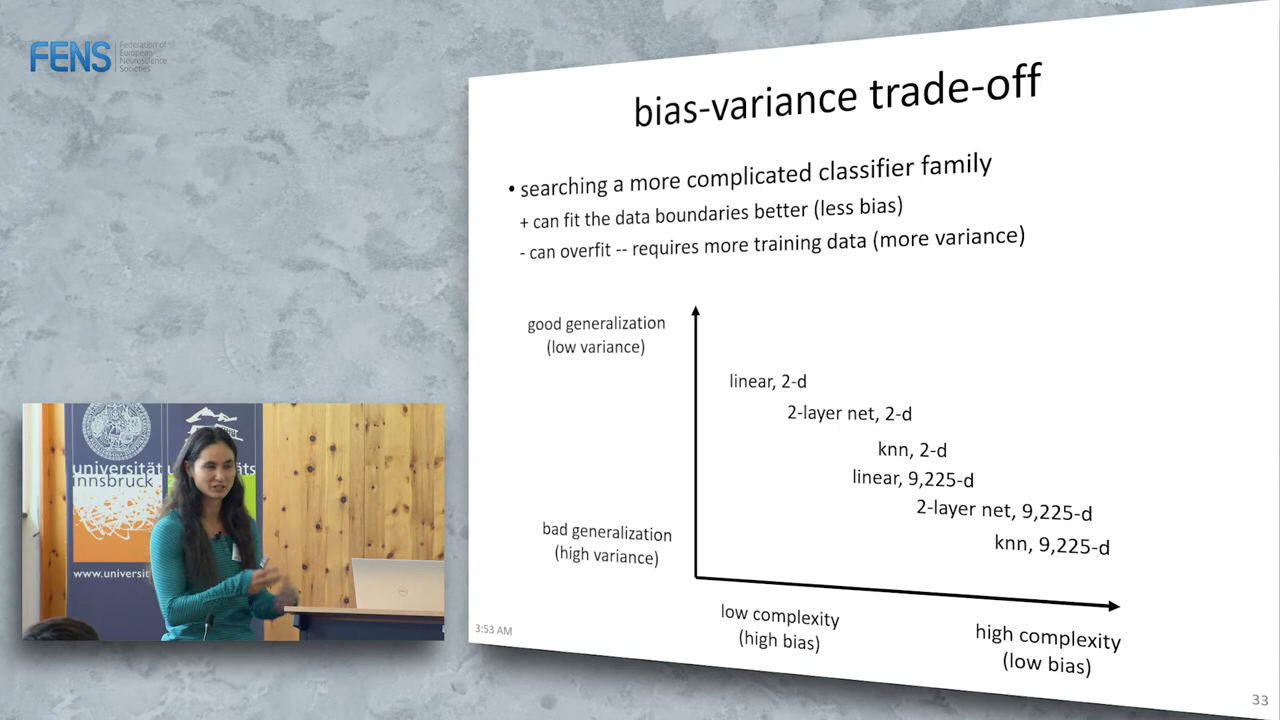 FENS
Federation of
European
Neuroscience
Societies
bias-variance trade-off
• searching a more complicated classifier family
+ can fit the data boundaries better (less bias)
- can overfit -- requires more training data (more variance)
good generalization
(low variance)
linear, 2-d
2-layer net, 2-d
knn, 2-d
linear, 9,225-d
2-layer net, 9,225-d
knn, 9,225-d
bad generalization
(high variance)
low complexity
(high bias)
high complexity
(low bias)
3:53 AM
33
universität
innsbruck
www.universit